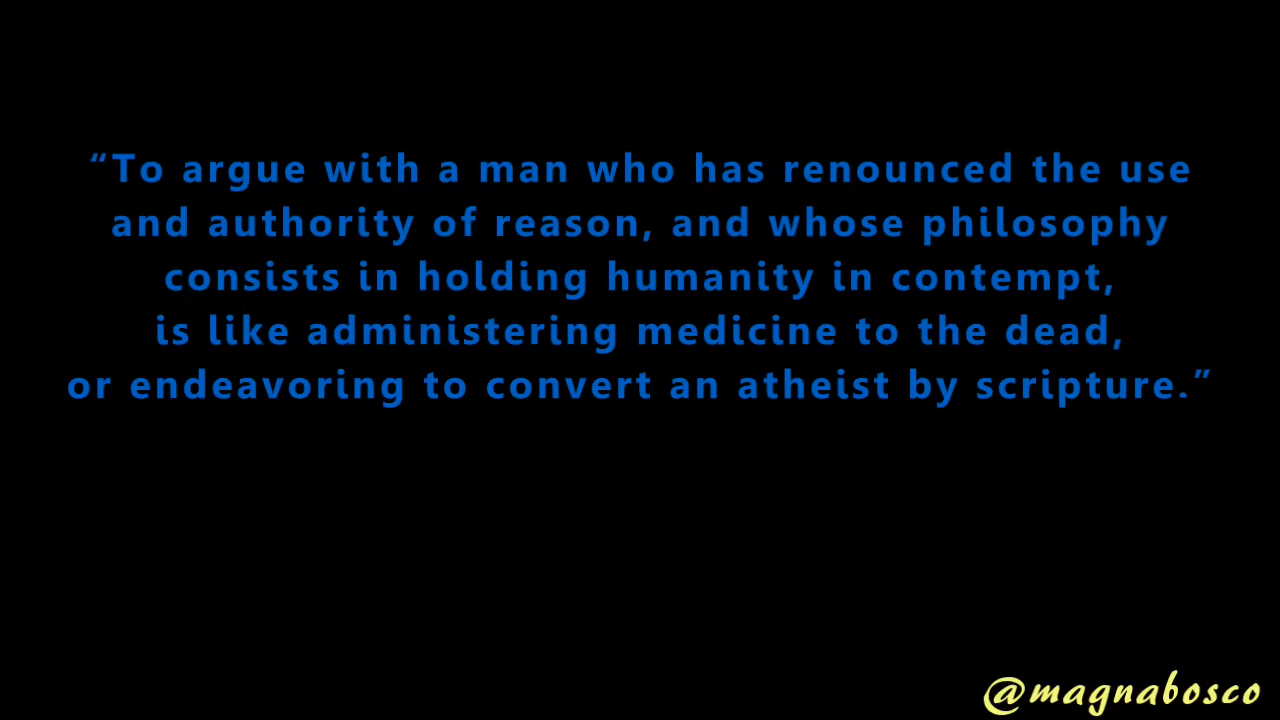 “To argue with a man who has renounced the use
and authority of reason, and whose philosophy
consists in holding humanity in contempt,
is like administering medicine to the dead,
or endeavoring to convert an atheist by scripture.”
@magnabosco